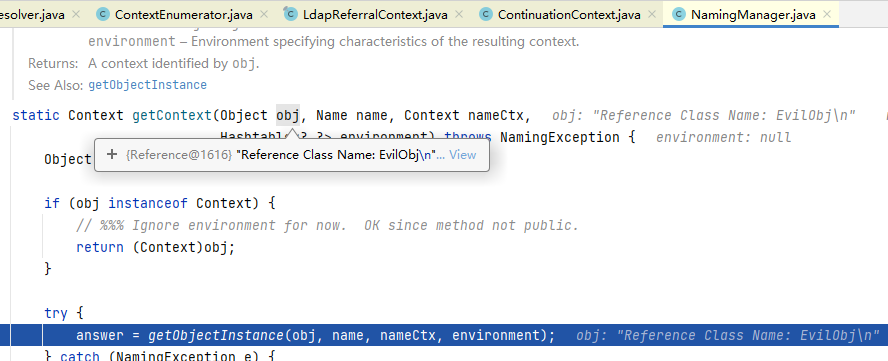 esolver.java × ContextEnumerator.java × LdapReferralContext.java × ContinuationContext.java × NamingManager.java ×
environment – Environment specifying characteristics of the resulting context.
Returns: A context identified by obj.
See Also: getObjectInstance
static Context getContext(Object obj, Name name, Context nameCtx, obj: "Reference Class Name: EvilObj\n"
Hashtable<?,?> environment) throws NamingException { environment: null
+ {Reference@1616} "Reference Class Name: EvilObj\n"... View
Object
if (obj instanceof Context) {
// %%% Ignore environment for now. OK since method not public.
return (Context)obj;
}
try {
answer = getObjectInstance(obj, name, nameCtx, environment); obj: "Reference Class Name: EvilObj\n"
} catch (NamingException e) {